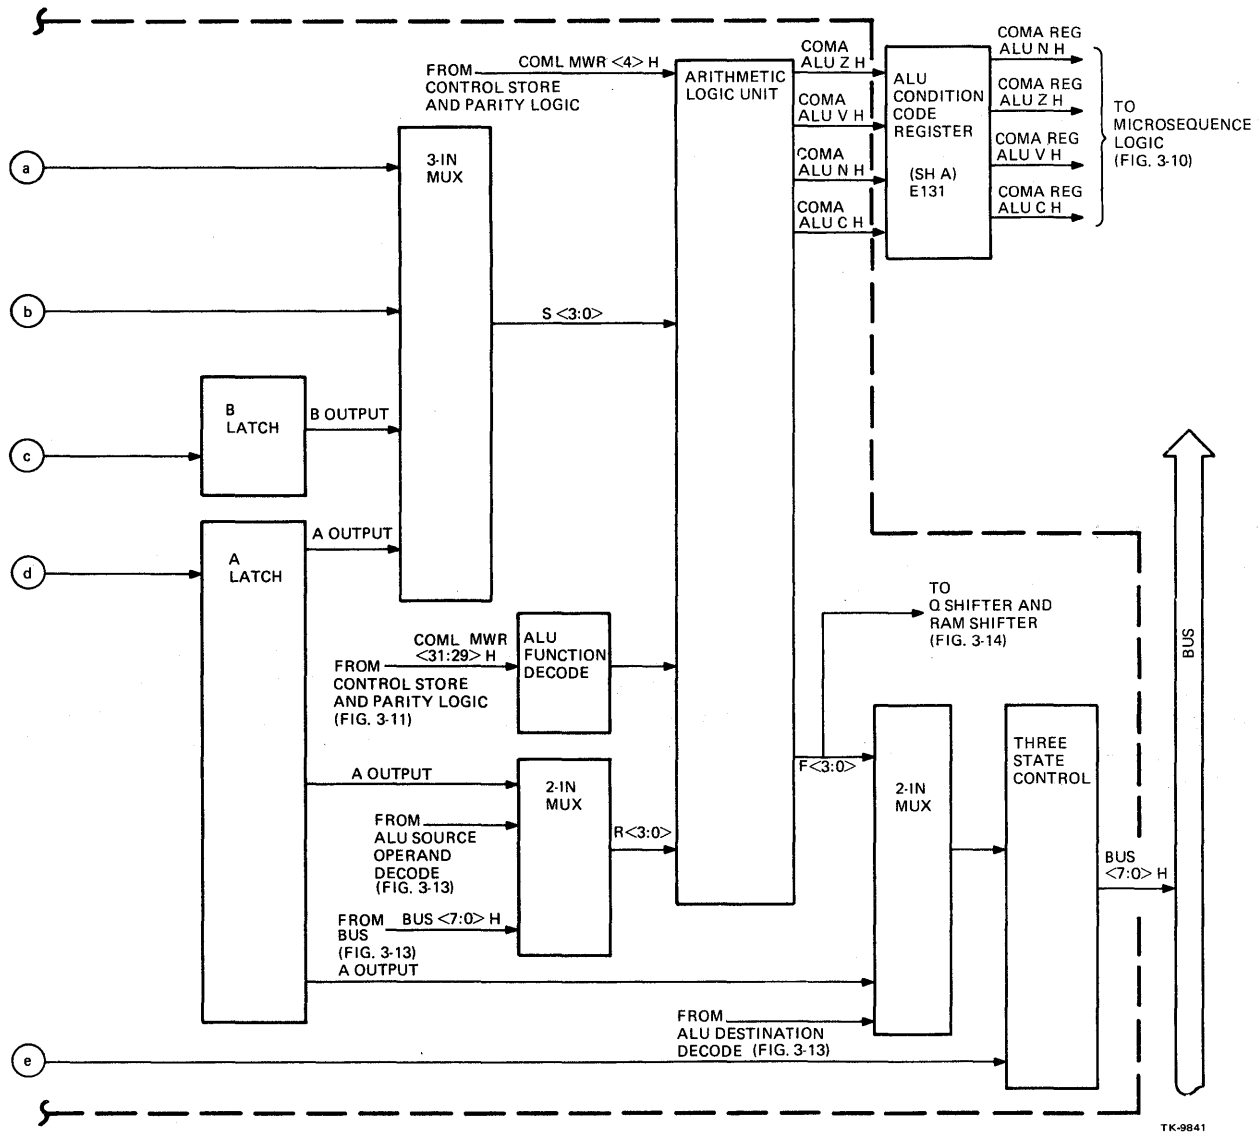 COML MWR <4> H
FROM
CONTROL STORE
AND PARITY LOGIC
3-IN
MUX
ARITHMETIC
LOGIC UNIT
COMA
ALU Z H
COMA
ALU V H
COMA
ALU N H
COMA
ALU C H
ALU
CONDITION
CODE
REGISTER
(SH A)
E131
COMA REG
ALU N H
COMA REG
ALU Z H
COMA REG
ALU V H
COMA REG
ALU C H
TO
MICROSEQUENCE
LOGIC
(FIG. 3-10)
a
b
S <3:0>
B
LATCH
B OUTPUT
c
A OUTPUT
A
LATCH
d
TO
Q SHIFTER AND
RAM SHIFTER
(FIG. 3-14)
COML MWR
<31:29> H
FROM
CONTROL STORE
AND PARITY LOGIC
(FIG. 3-11)
ALU
FUNCTION
DECODE
BUS
F<3:0>
2-IN
MUX
THREE
STATE
CONTROL
A OUTPUT
2-IN
MUX
FROM
ALU SOURCE
OPERAND
DECODE
(FIG. 3-13)
R<3:0>
BUS
<7:0> H
FROM
BUS
(FIG. 3-13)
BUS <7:0> H
A OUTPUT
FROM
ALU DESTINATION
DECODE (FIG. 3-13)
e
TK-9841